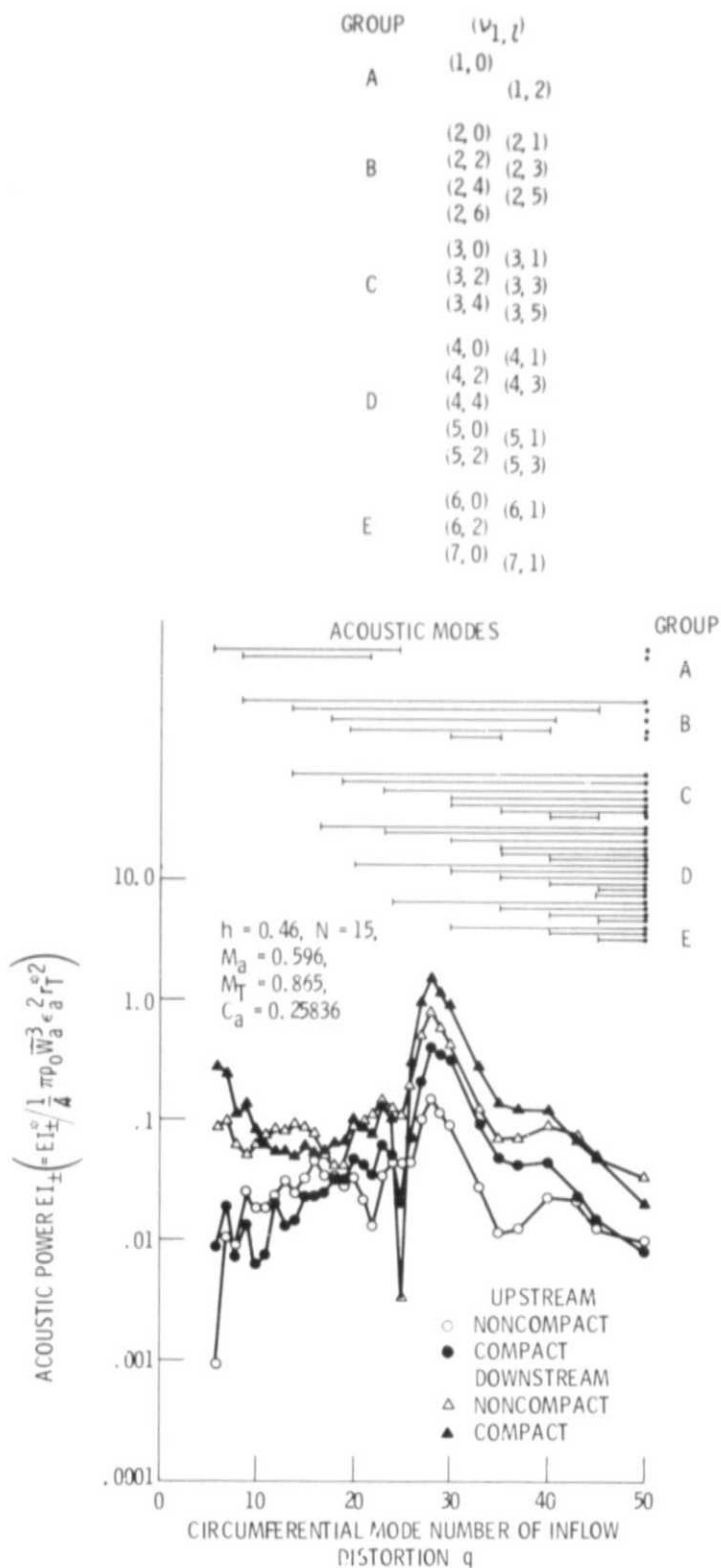 GROUP (ν1, l)
A (1, 0)
(1, 2)
(2, 0) (2, 1)
B (2, 2) (2, 3)
(2, 4) (2, 5)
(2, 6)
(3, 0) (3, 1)
C (3, 2) (3, 3)
(3, 4) (3, 5)
(4, 0) (4, 1)
(4, 2) (4, 3)
D (4, 4)
(5, 0) (5, 1)
(5, 2) (5, 3)
(6, 0) (6, 1)
E (6, 2)
(7, 0) (7, 1)
ACOUSTIC MODES GROUP
A
B
C
D
E
10.0
1.0
.1
.01
.001
.0001
h = 0.46, N = 15,
M_a = 0.596,
M_T = 0.865,
C_a = 0.25836
UPSTREAM
○ NONCOMPACT
● COMPACT
DOWNSTREAM
△ NONCOMPACT
▲ COMPACT
0 10 20 30 40 50
CIRCUMFERENTIAL MODE NUMBER OF INFLOW
DISTORTION q
ACOUSTIC POWER EI±